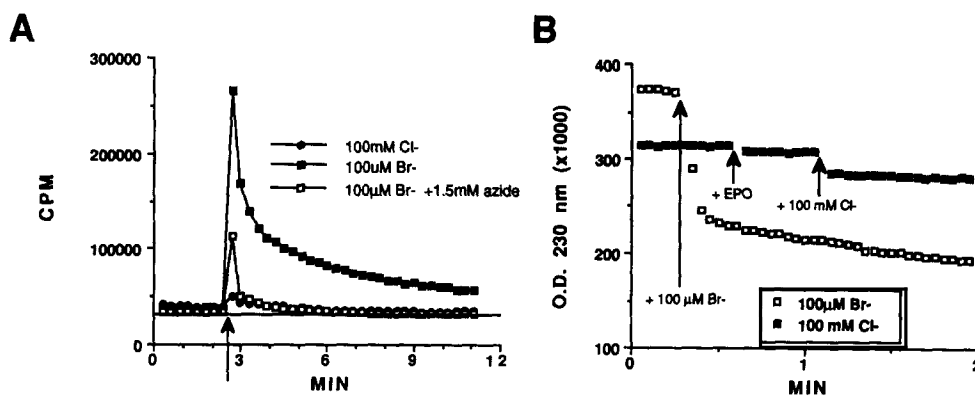 A
B
300000
200000
100000
0
CPM
0
3
6
9
12
MIN
100mM Cl-
100uM Br-
100µM Br- +1.5mM azide
400
300
200
100
O.D. 230 nm (x1000)
+ EPO
+ 100 mM Cl-
+ 100 µM Br-
100µM Br-
100 mM Cl-
0
1
2
MIN